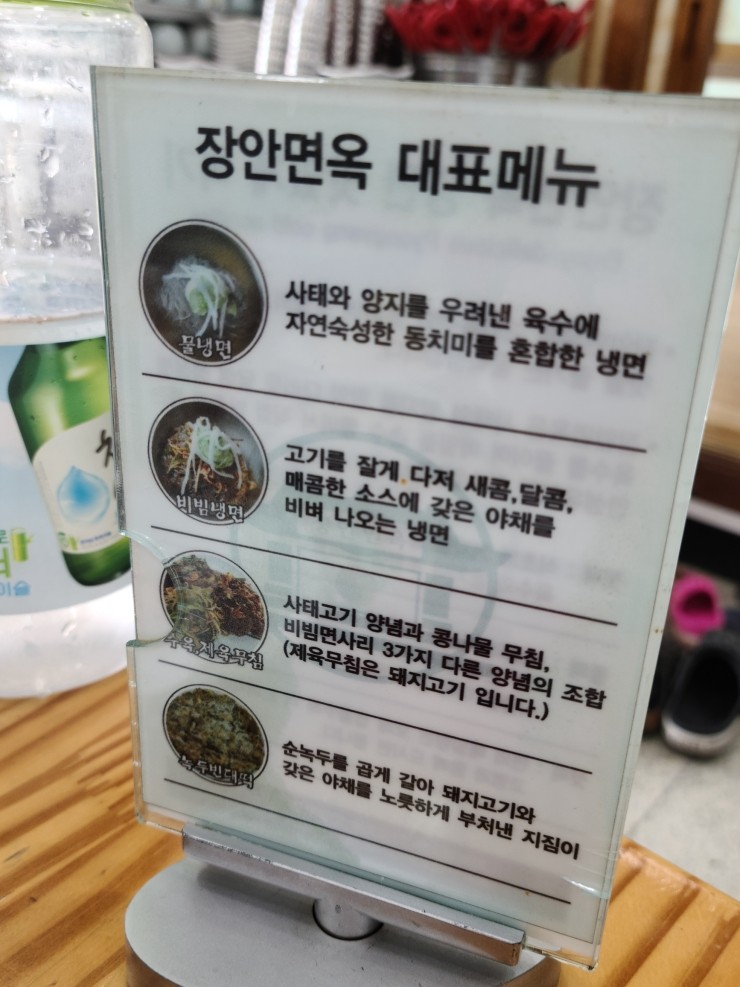 장안면옥 대표메뉴
물냉면
사태와 양지를 우려낸 육수에
자연숙성한 동치미를 혼합한 냉면
비빔냉면
고기를 잘게 다져 새콤,달콤,
매콤한 소스에 갖은 야채를
비벼 나오는 냉면
수육,제육무침
사태고기 양념과 콩나물 무침,
비빔면사리 3가지 다른 양념의 조합
(제육무침은 돼지고기 입니다.)
녹두빈대떡
순녹두를 곱게 갈아 돼지고기와
갖은 야채를 노릇하게 부처낸 지짐이